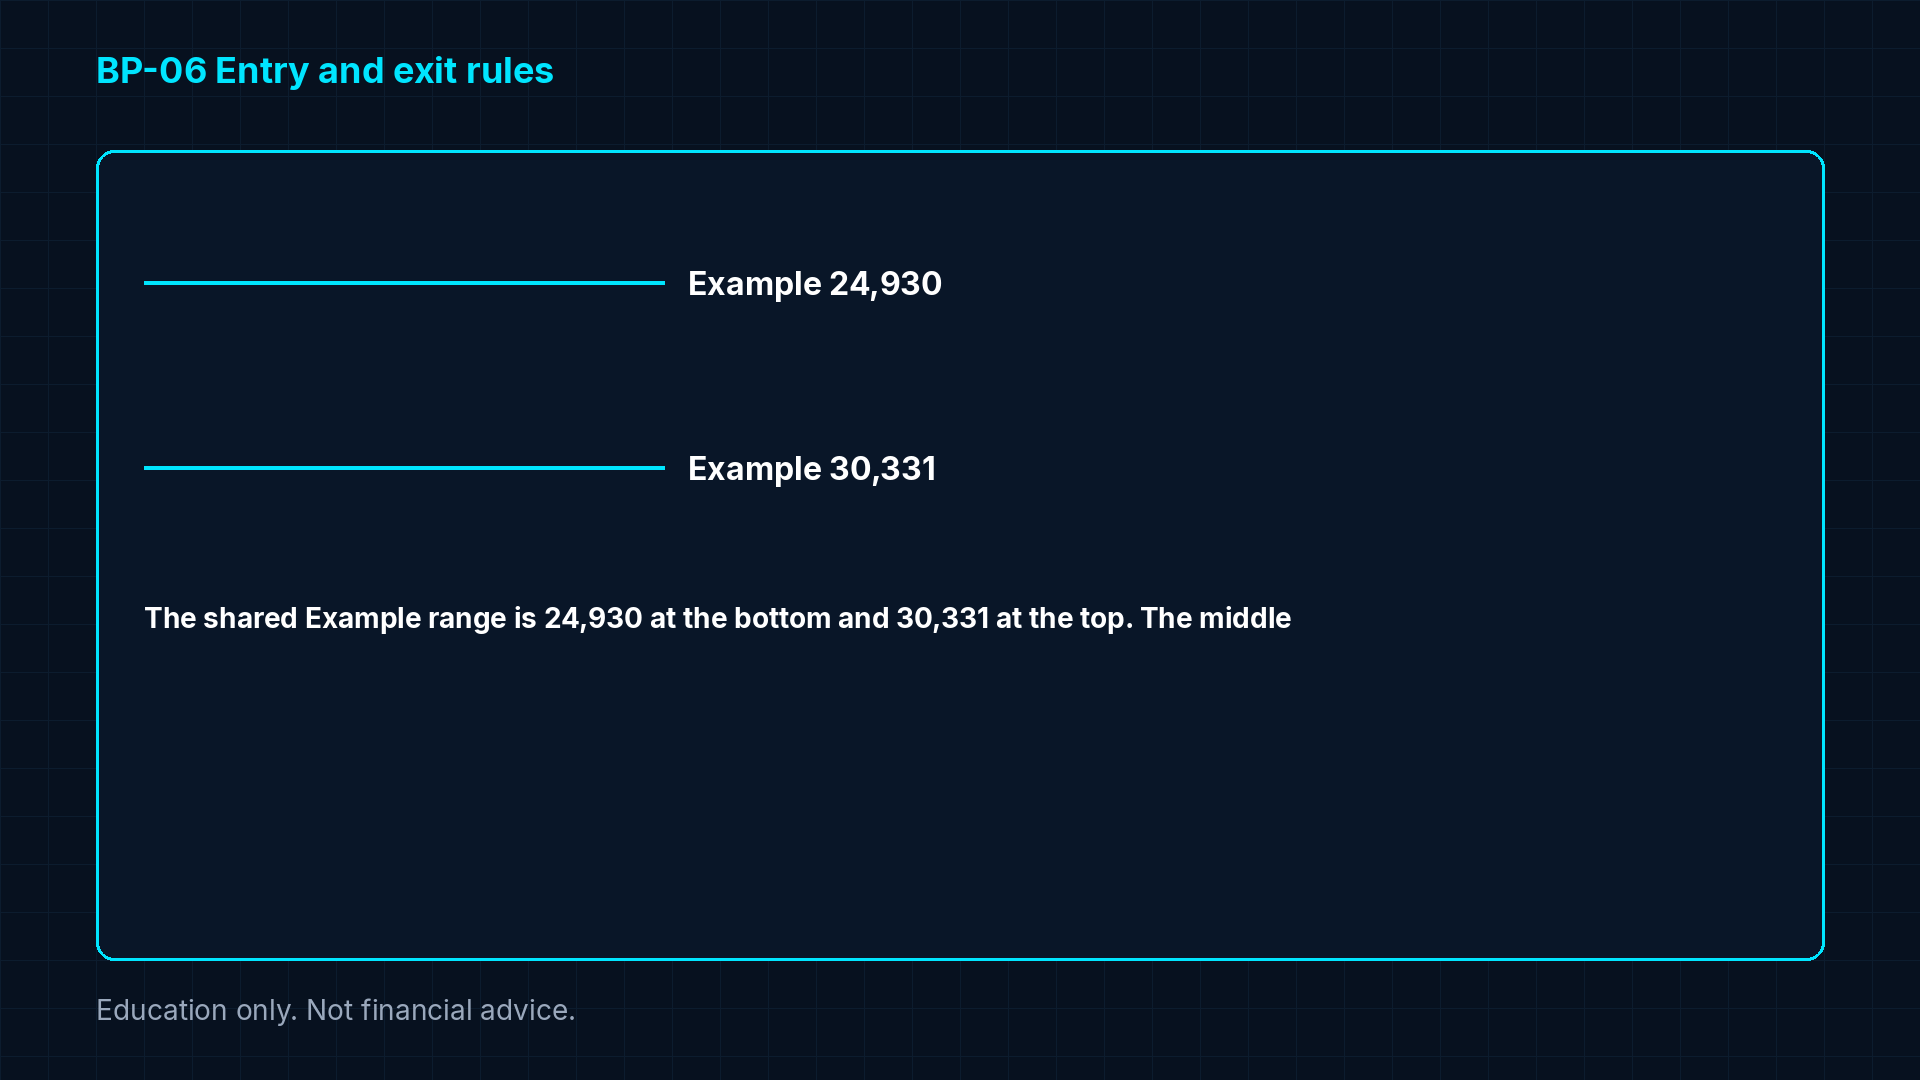 BP-06 Entry and exit rules
Example 24,930
Example 30,331
The shared Example range is 24,930 at the bottom and 30,331 at the top. The middle
Education only. Not financial advice.